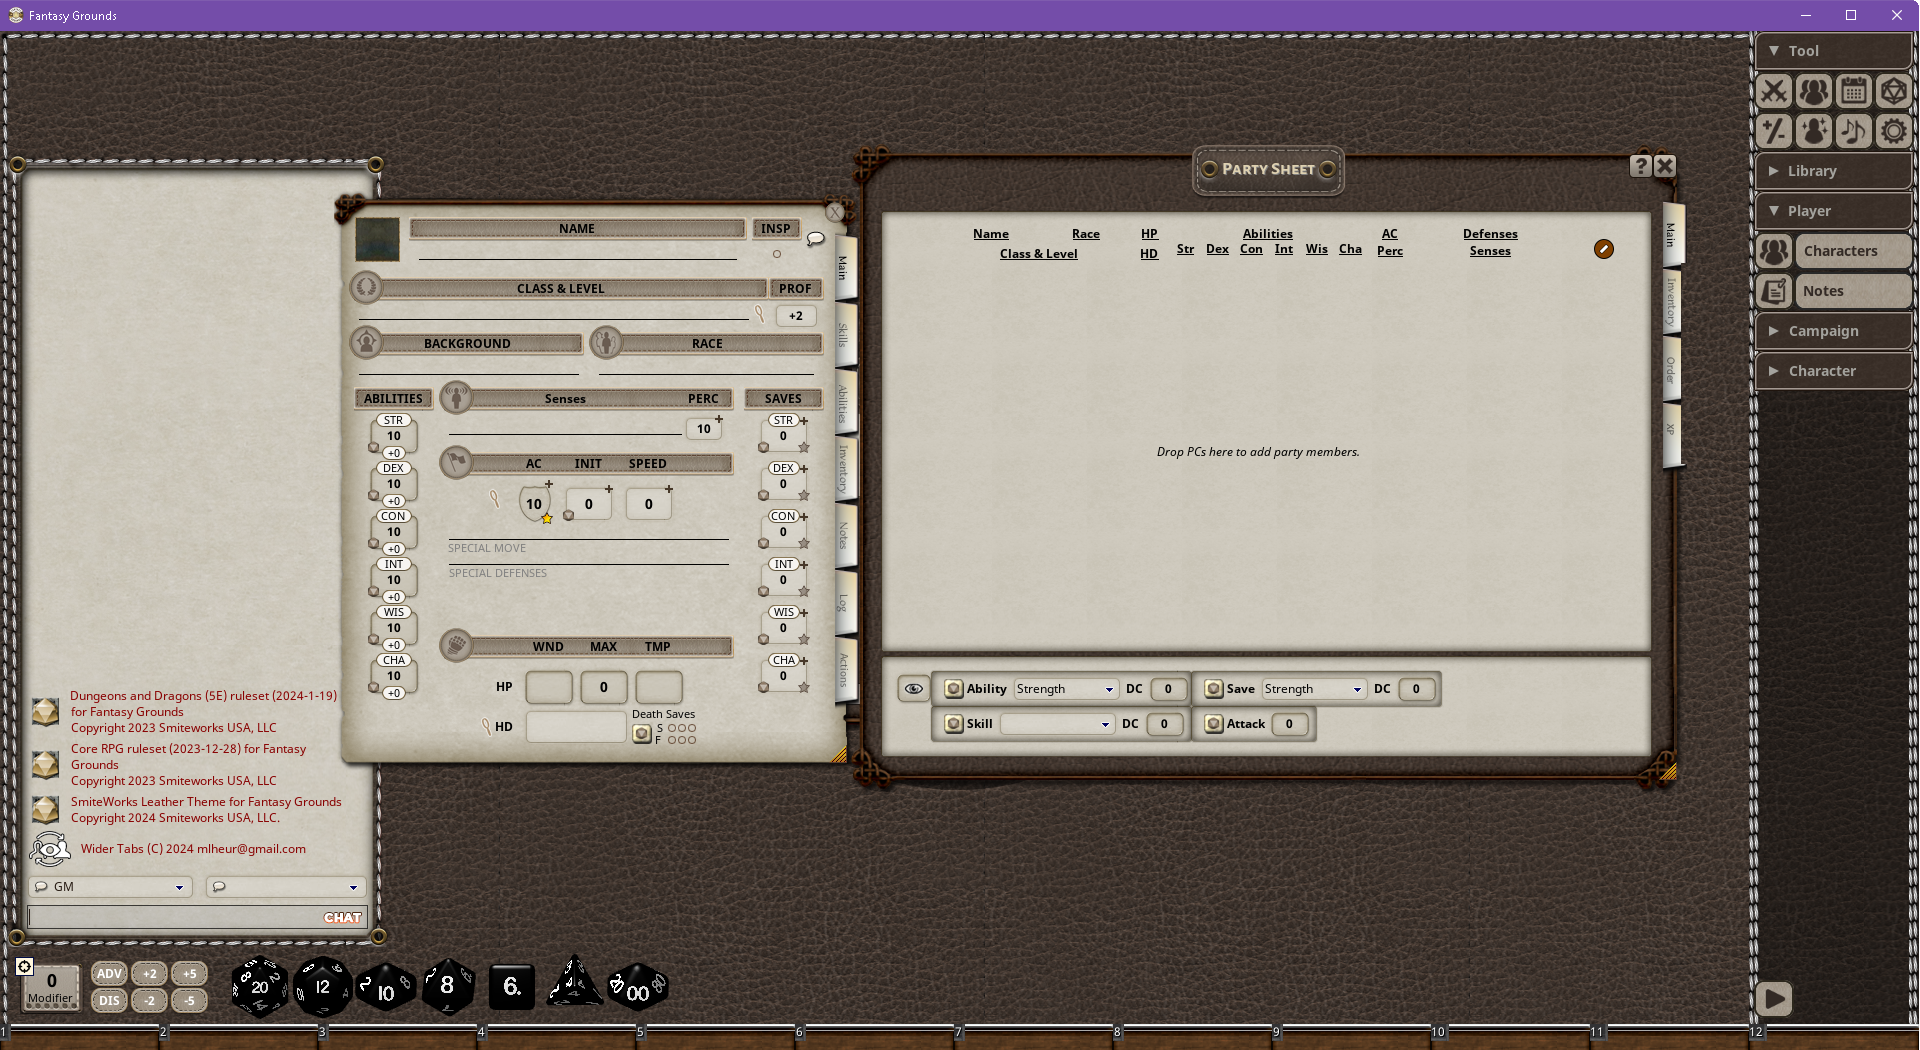 Fantasy Grounds
Tool
Library
Player
Characters
Notes
Campaign
Character
NAME
INSP
CLASS & LEVEL
PROF
+2
BACKGROUND
RACE
ABILITIES
Senses
PERC
SAVES
10
STR
10
+0
DEX
10
+0
CON
10
+0
INT
10
+0
WIS
10
+0
CHA
10
+0
AC
INIT
SPEED
10
0
0
SPECIAL MOVE
SPECIAL DEFENSES
WND
MAX
TMP
HP
0
HD
Death Saves
S
F
STR
0
DEX
0
CON
0
INT
0
WIS
0
CHA
0
Main
Skills
Abilities
Inventory
Notes
Log
Actions
PARTY SHEET
?
Name
Race
HP
Abilities
AC
Defenses
Class & Level
HD
Str
Dex
Con
Int
Wis
Cha
Perc
Senses
Drop PCs here to add party members.
Ability
Strength
DC
0
Save
Strength
DC
0
Skill
DC
0
Attack
0
Main
Inventory
Order
XP
Dungeons and Dragons (5E) ruleset (2024-1-19)
for Fantasy Grounds
Copyright 2023 Smiteworks USA, LLC
Core RPG ruleset (2023-12-28) for Fantasy
Grounds
Copyright 2023 Smiteworks USA, LLC
SmiteWorks Leather Theme for Fantasy Grounds
Copyright 2024 Smiteworks USA, LLC.
Wider Tabs (C) 2024 mlheur@gmail.com
GM
CHAT
0
Modifier
ADV
+2
+5
DIS
-2
-5
20
12
10
8
6.
4
00
1
2
3
4
5
6
7
8
9
10
11
12